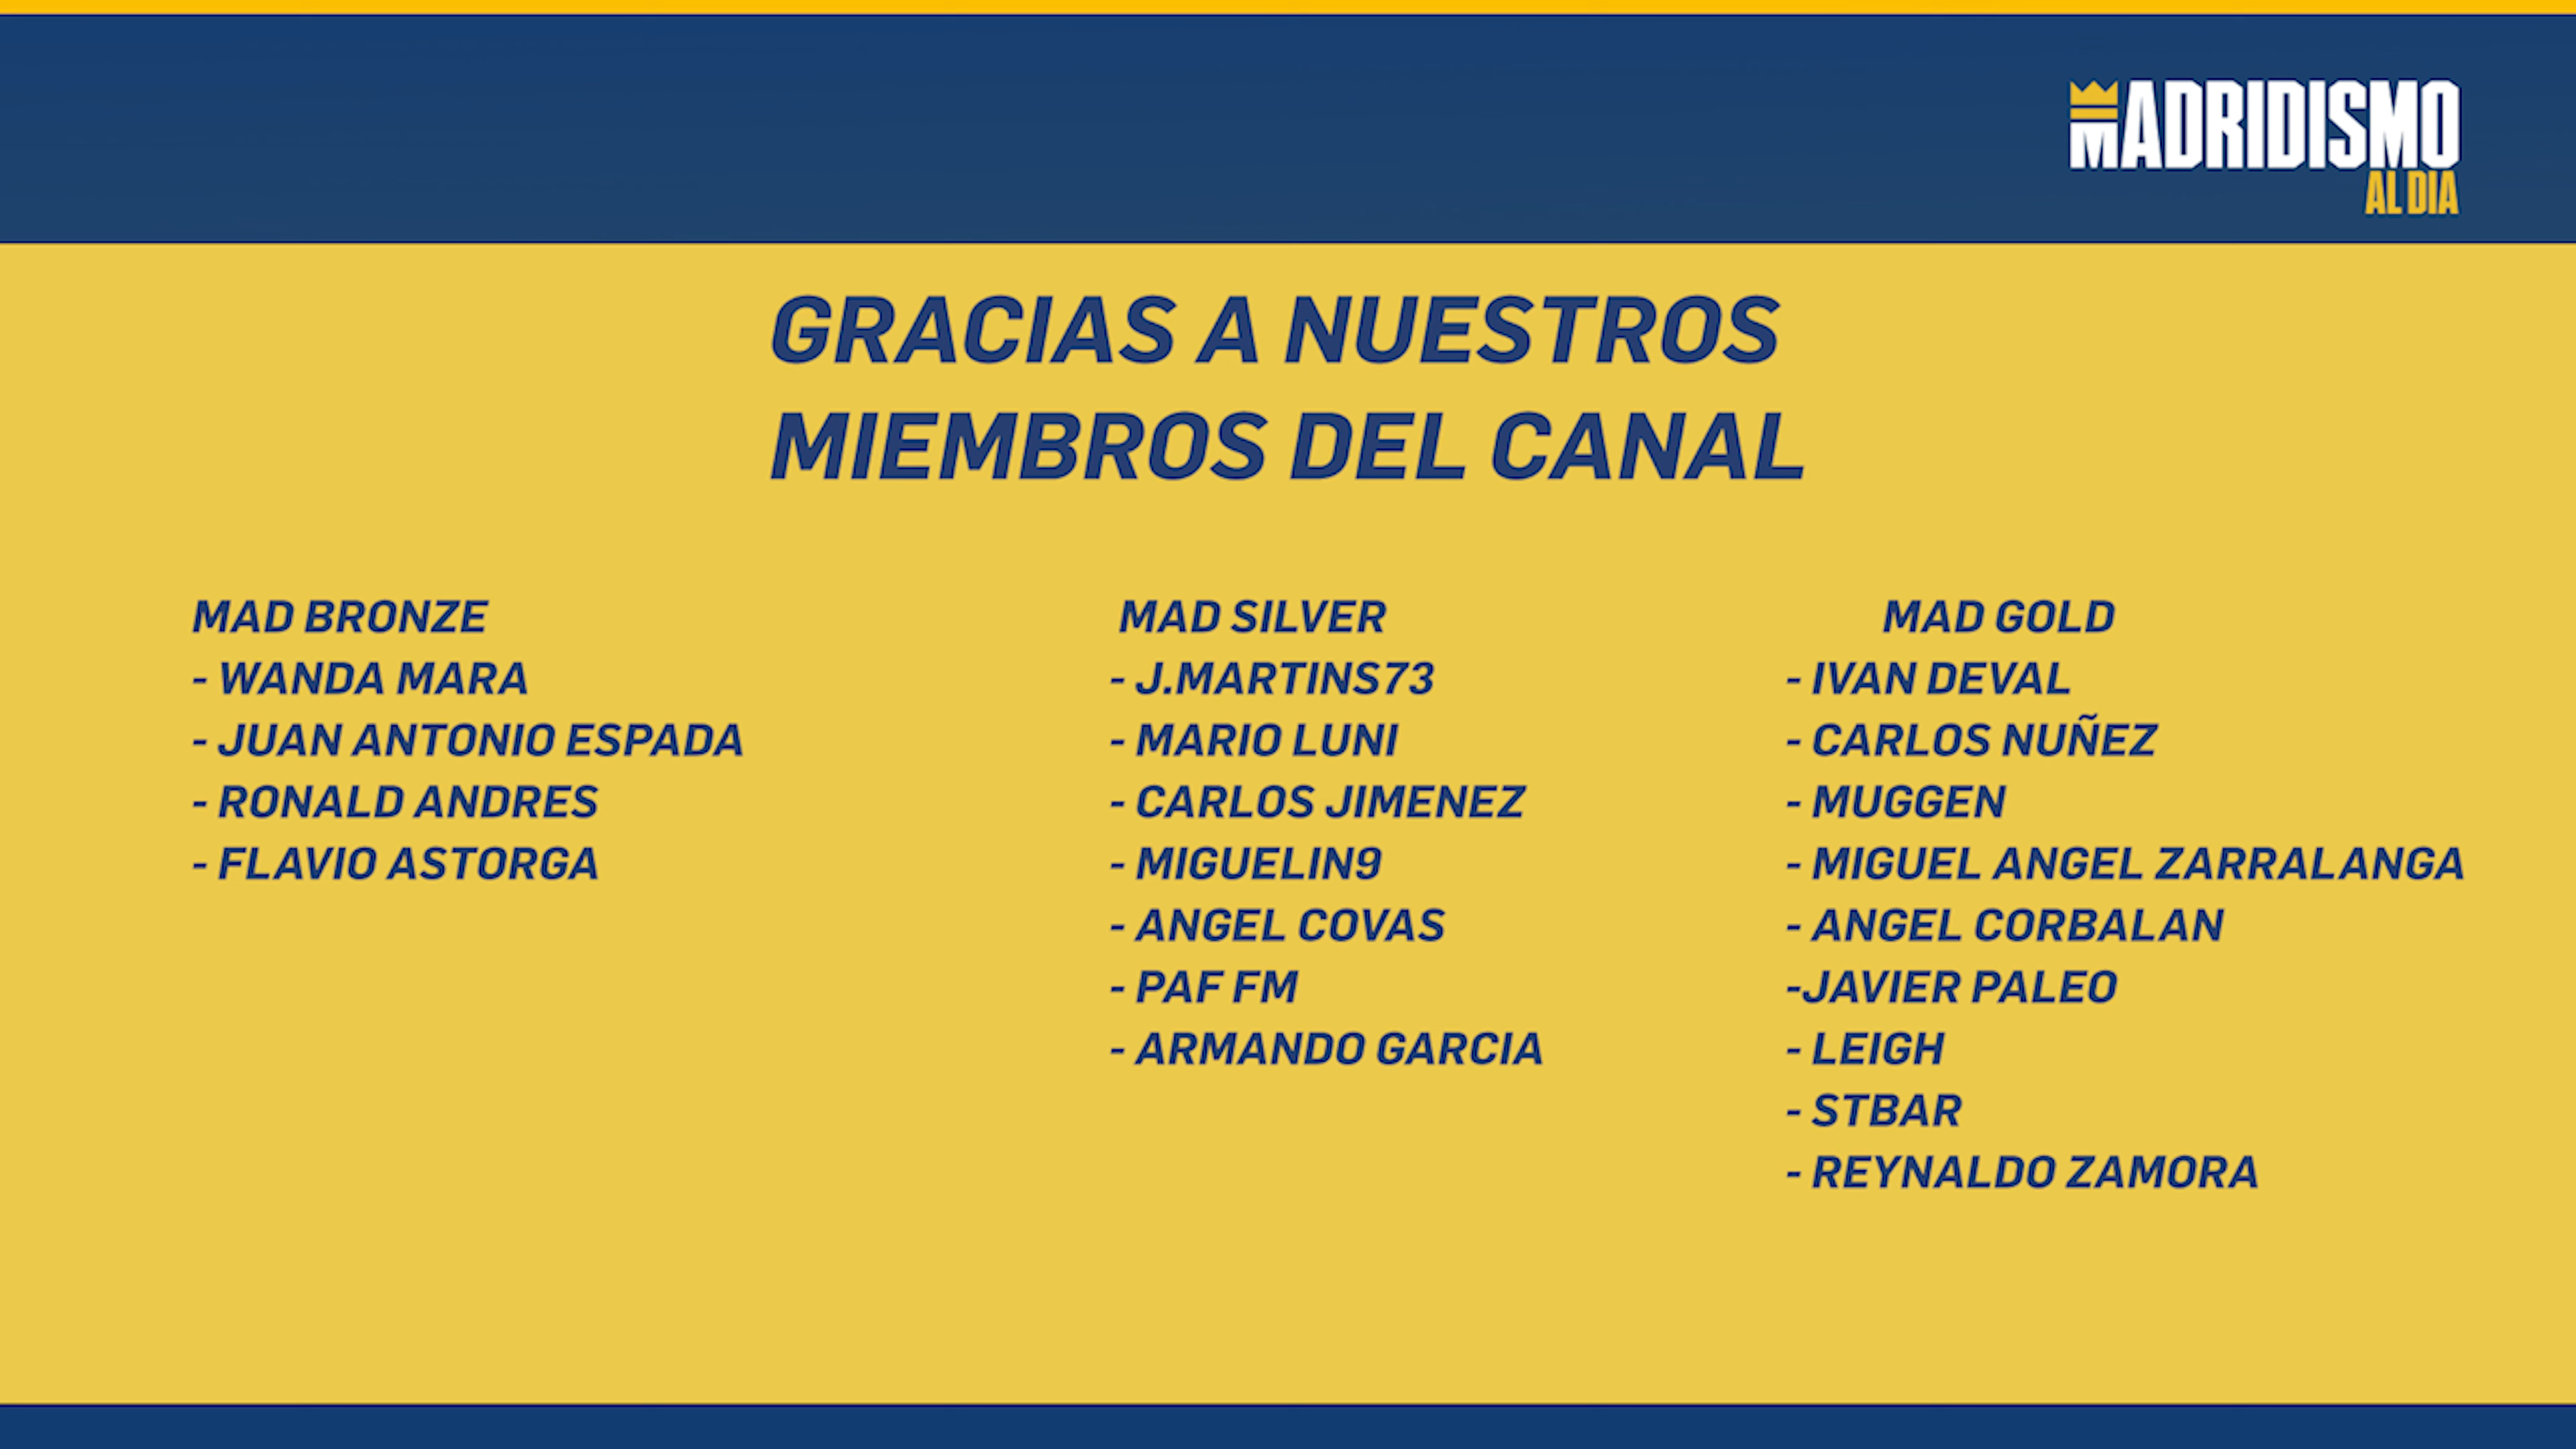 MADRIDISMO
AL DIA
GRACIAS A NUESTROS
MIEMBROS DEL CANAL
MAD BRONZE
- WANDA MARA
- JUAN ANTONIO ESPADA
- RONALD ANDRES
- FLAVIO ASTORGA
MAD SILVER
- J.MARTINS73
- MARIO LUNI
- CARLOS JIMENEZ
- MIGUELIN9
- ANGEL COVAS
- PAF FM
- ARMANDO GARCIA
MAD GOLD
- IVAN DEVAL
- CARLOS NUÑEZ
- MUGGEN
- MIGUEL ANGEL ZARRALANGA
- ANGEL CORBALAN
-JAVIER PALEO
- LEIGH
- STBAR
- REYNALDO ZAMORA